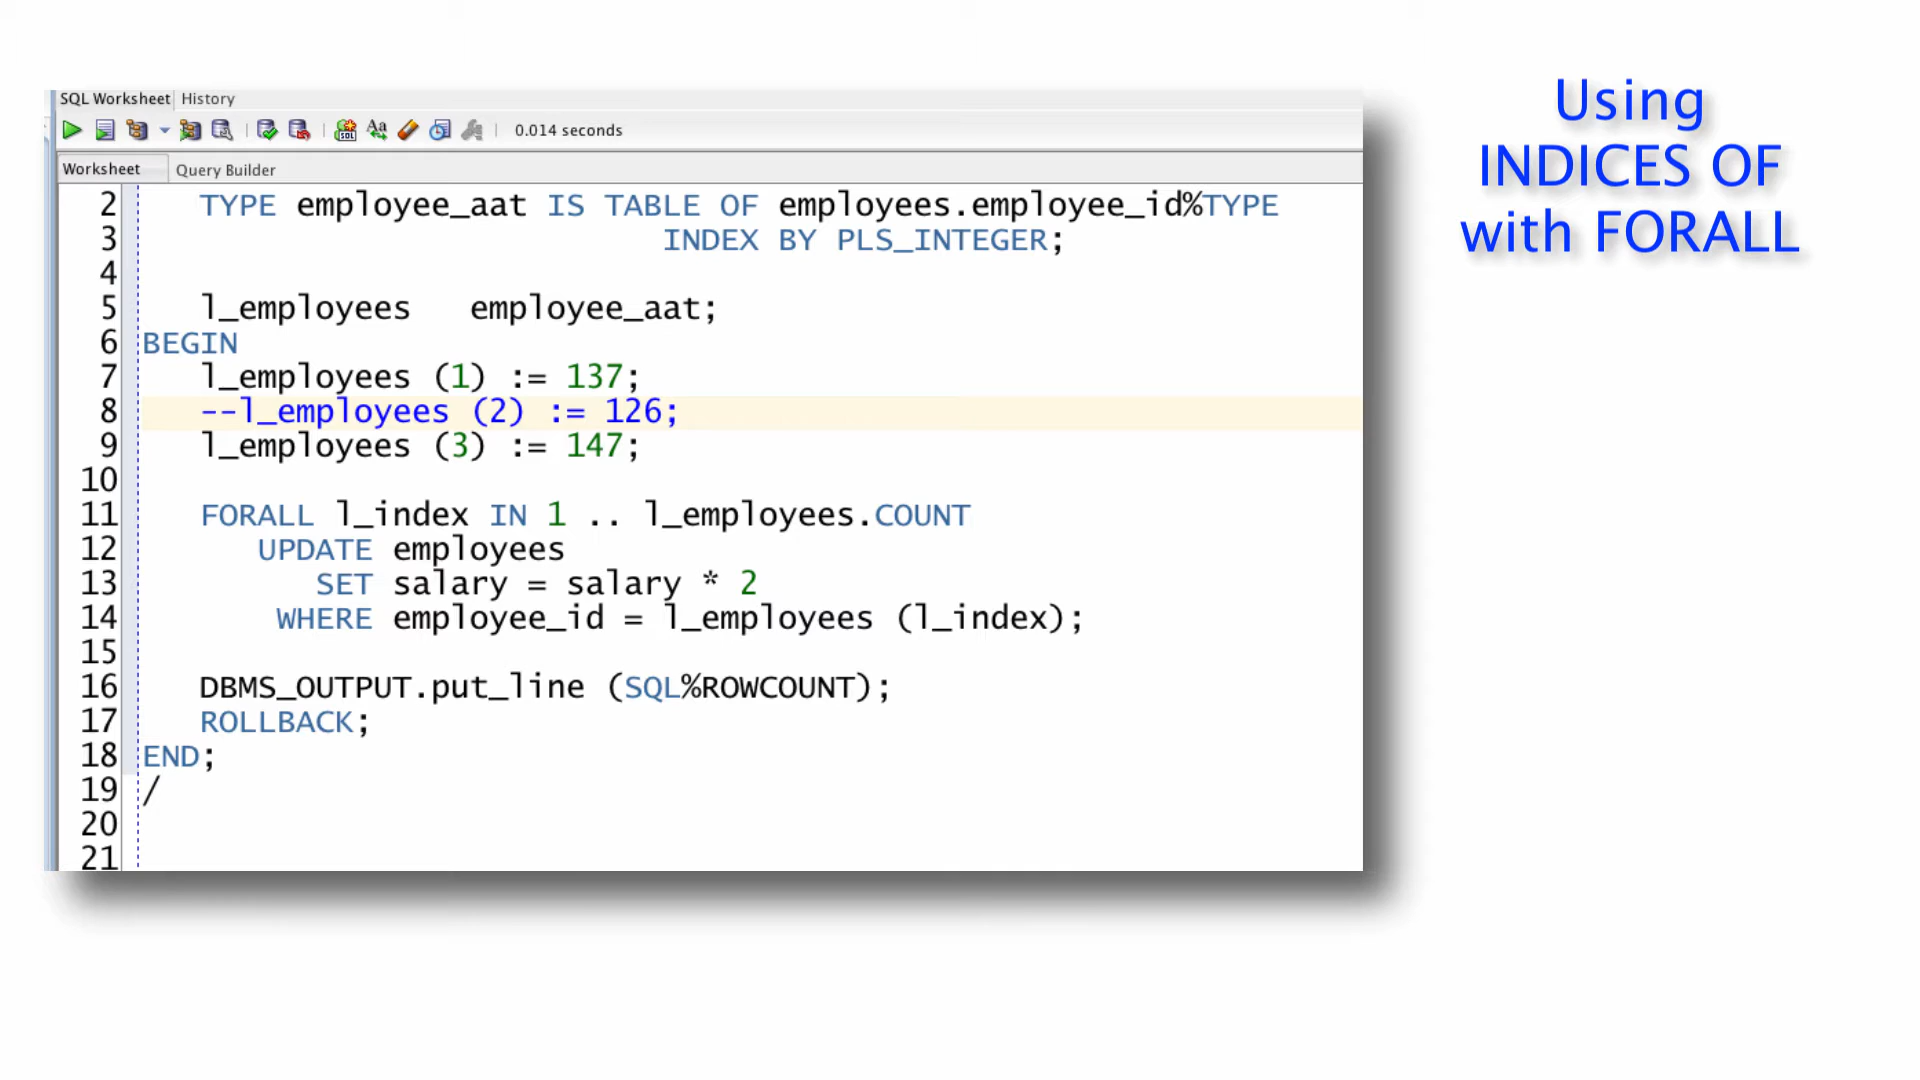 SQL Worksheet History
0.014 seconds
Worksheet Query Builder
2 TYPE employee_aat IS TABLE OF employees.employee_id%TYPE
3 INDEX BY PLS_INTEGER;
4
5 l_employees employee_aat;
6 BEGIN
7 l_employees (1) := 137;
8 --l_employees (2) := 126;
9 l_employees (3) := 147;
10
11 FORALL l_index IN 1 .. l_employees.COUNT
12 UPDATE employees
13 SET salary = salary * 2
14 WHERE employee_id = l_employees (l_index);
15
16 DBMS_OUTPUT.put_line (SQL%ROWCOUNT);
17 ROLLBACK;
18 END;
19 /
20
21
Using
INDICES OF
with FORALL